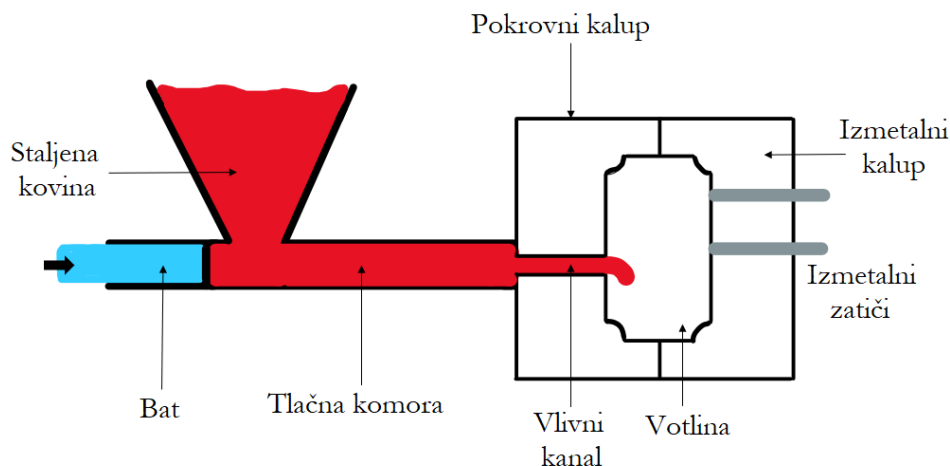 Pokrovni kalup
Staljena
kovina
Izmetalni
kalup
Izmetalni
zatiči
Bat
Tlačna komora
Vlivni
kanal
Votlina